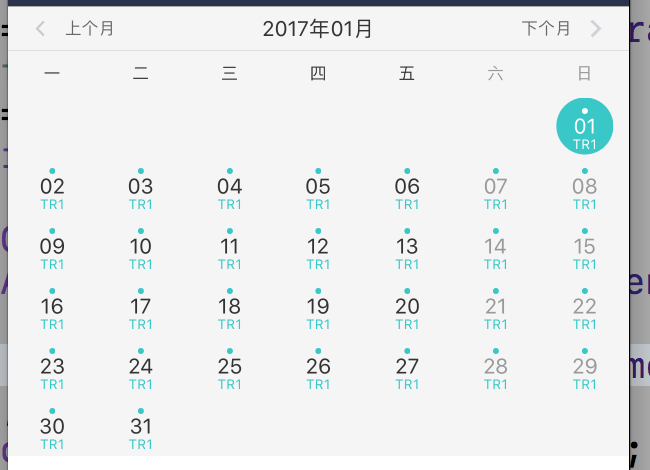 上个月 2017年01月 下个月
一 二 三 四 五 六 日
01
TR1
02 03 04 05 06 07 08
TR1 TR1 TR1 TR1 TR1 TR1 TR1
09 10 11 12 13 14 15
TR1 TR1 TR1 TR1 TR1 TR1 TR1
16 17 18 19 20 21 22
TR1 TR1 TR1 TR1 TR1 TR1 TR1
23 24 25 26 27 28 29
TR1 TR1 TR1 TR1 TR1 TR1 TR1
30 31
TR1 TR1